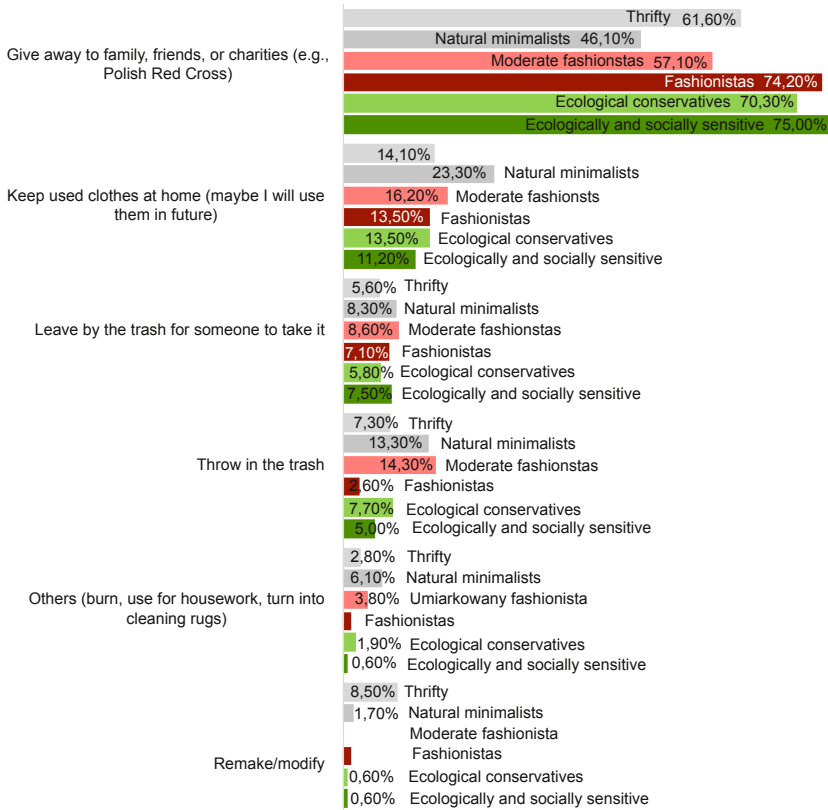 Thrifty 61,60%
Natural minimalists 46,10%
Give away to family, friends, or charities (e.g.,
Polish Red Cross)
Moderate fashionstas 57,10%
Fashionistas 74,20%
Ecological conservatives 70,30%
Ecologically and socially sensitive 75,00%
14,10%
23,30% Natural minimalists
Keep used clothes at home (maybe I will use
them in future)
16,20% Moderate fashionsts
13,50% Fashionistas
13,50% Ecological conservatives
11,20% Ecologically and socially sensitive
5,60% Thrifty
8,30% Natural minimalists
Leave by the trash for someone to take it
8,60% Moderate fashionstas
7,10% Fashionistas
5,80% Ecological conservatives
7,50% Ecologically and socially sensitive
7,30% Thrifty
13,30% Natural minimalists
Throw in the trash
14,30% Moderate fashionstas
2,60% Fashionistas
7,70% Ecological conservatives
5,00% Ecologically and socially sensitive
2,80% Thrifty
6,10% Natural minimalists
Others (burn, use for housework, turn into
cleaning rugs)
3,80% Umiarkowany fashionista
Fashionistas
1,90% Ecological conservatives
0,60% Ecologically and socially sensitive
8,50% Thrifty
1,70% Natural minimalists
Moderate fashionista
Remake/modify
Fashionistas
0,60% Ecological conservatives
0,60% Ecologically and socially sensitive